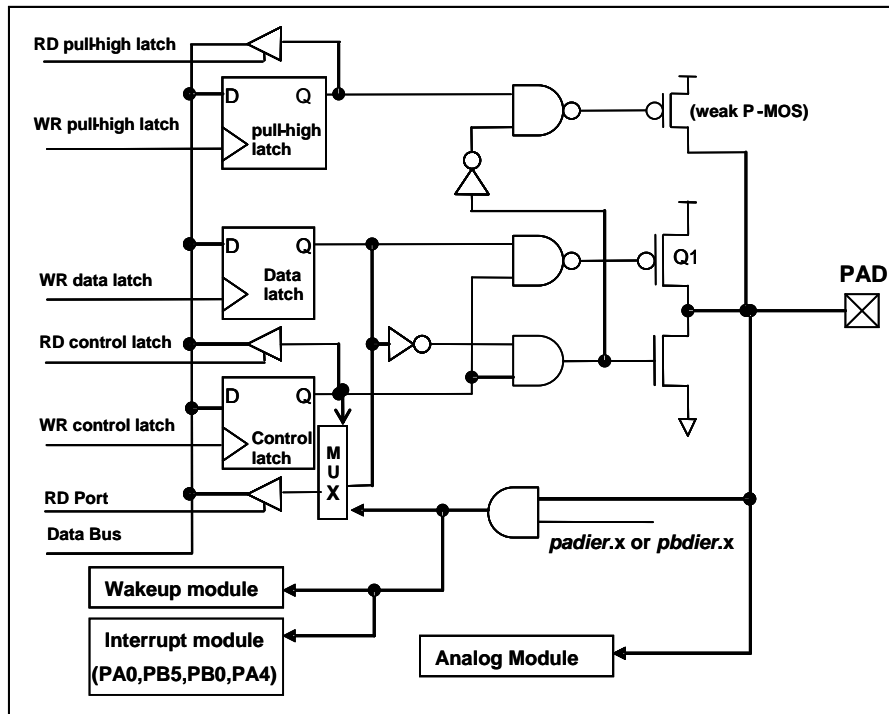 RD pull-high latch
D Q
WR pull-high latch
pull-high
latch
(weak P-MOS)
D Q
Data
latch
WR data latch
Q1
PAD
RD control latch
D Q
WR control latch
Control
latch
M
U
X
RD Port
Data Bus
padier.x or pbdier.x
Wakeup module
Interrupt module
(PA0,PB5,PB0,PA4)
Analog Module